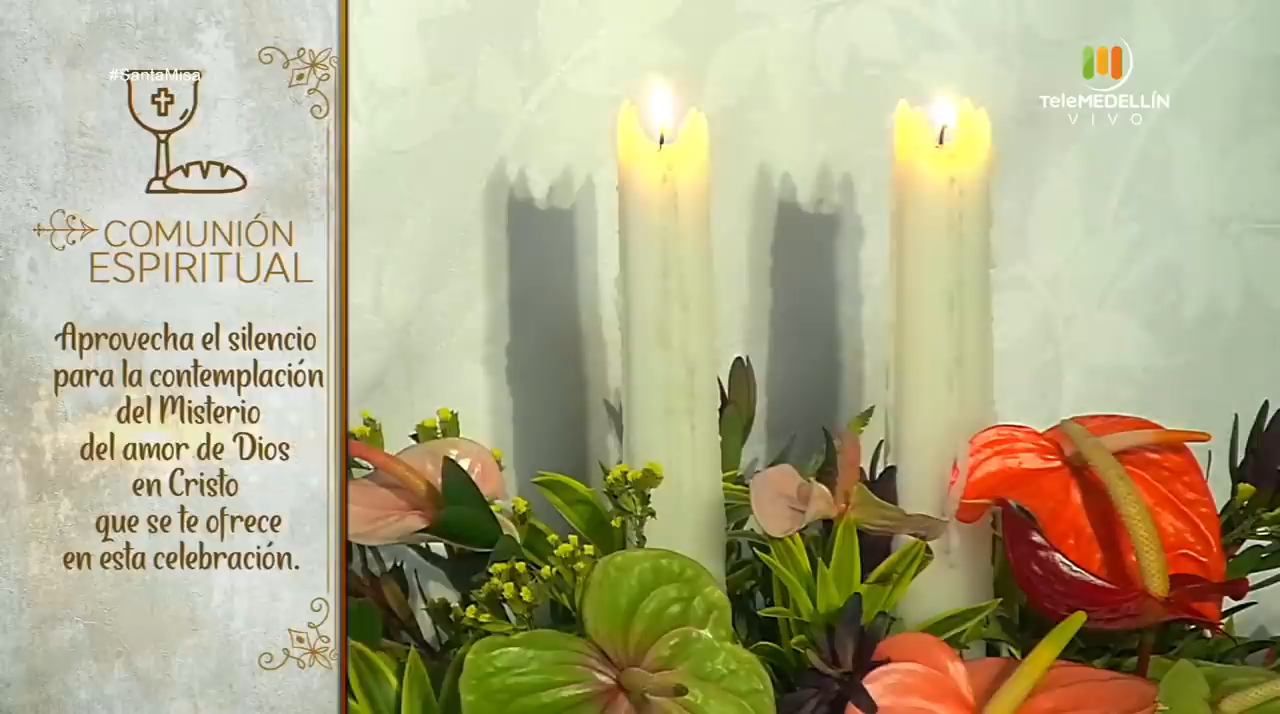 #SantaMisa
COMUNIÓN
ESPIRITUAL
Aprovecha el silencio
para la contemplación
del Misterio
del amor de Dios
en Cristo
que se te ofrece
en esta celebración.
TeleMEDELLÍN
VIVO